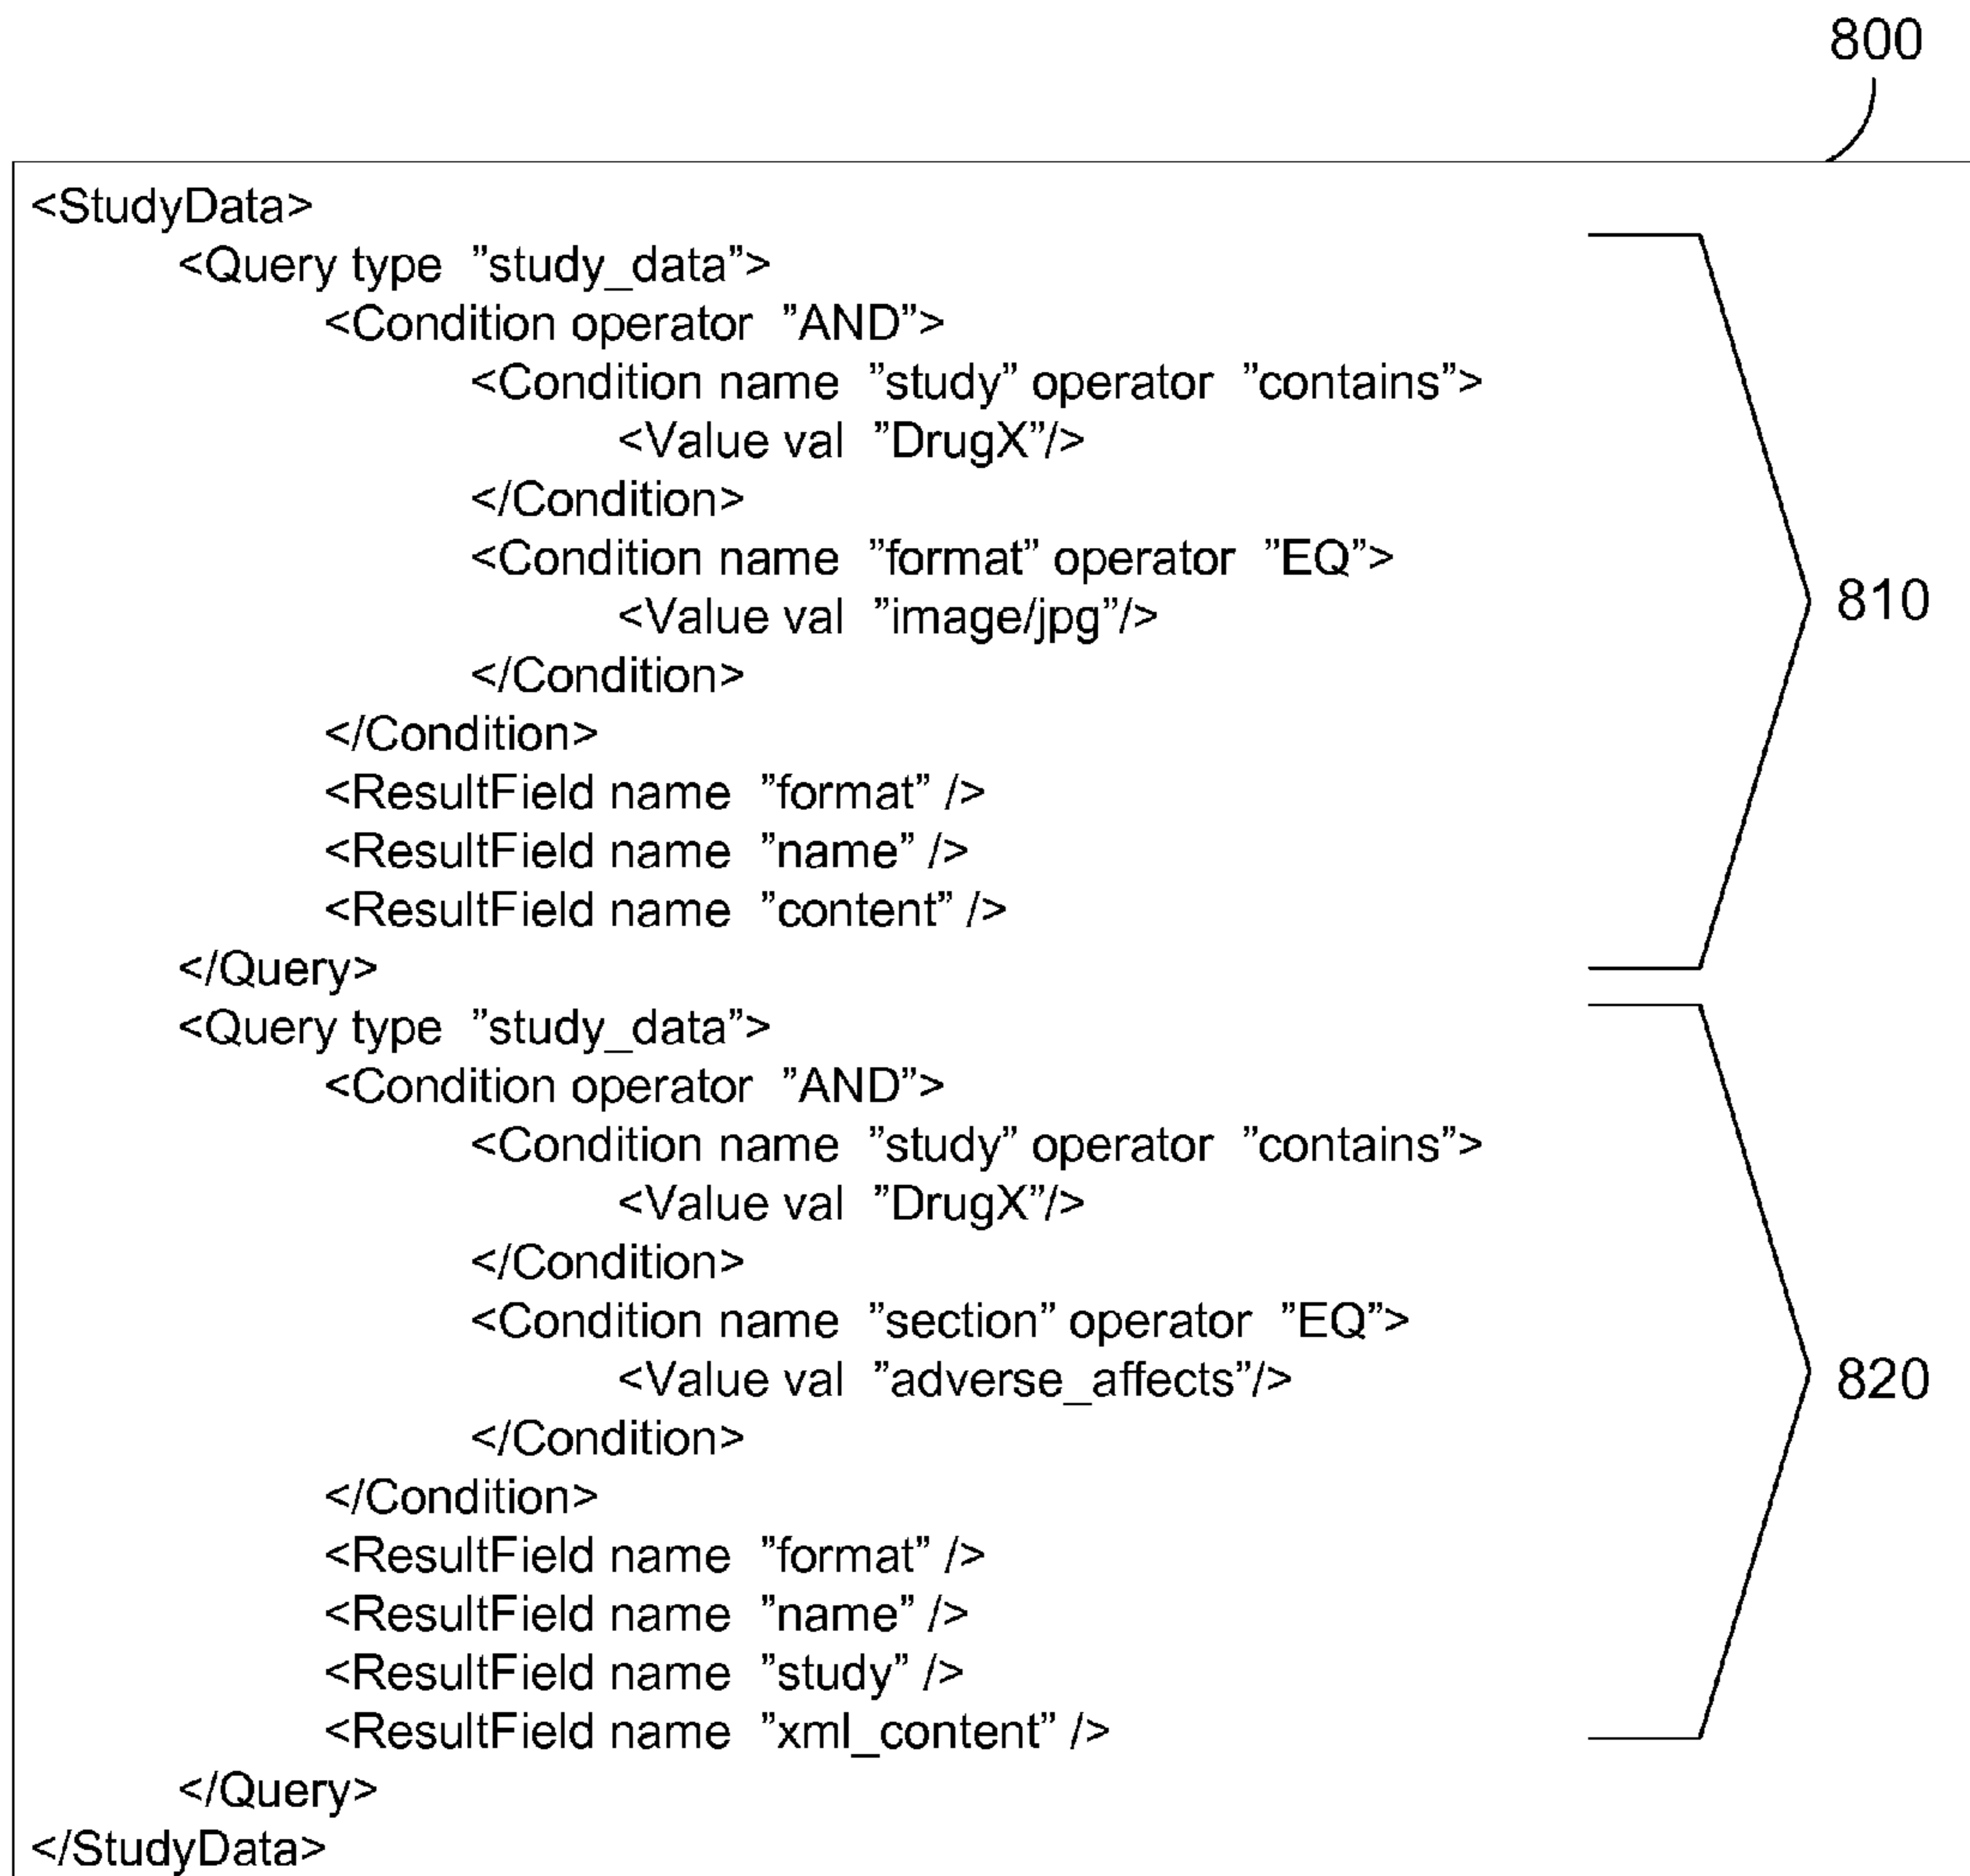 800
<StudyData>
<Query type ”study_data”>
<Condition operator ”AND”>
<Condition name ”study” operator ”contains”>
<Value val ”DrugX”/>
</Condition>
<Condition name ”format” operator ”EQ”>
<Value val ”image/jpg”/>
</Condition>
</Condition>
<ResultField name ”format” />
<ResultField name ”name” />
<ResultField name ”content” />
</Query>
810
<Query type ”study_data”>
<Condition operator ”AND”>
<Condition name ”study” operator ”contains”>
<Value val ”DrugX”/>
</Condition>
<Condition name ”section” operator ”EQ”>
<Value val ”adverse_affects”/>
</Condition>
</Condition>
<ResultField name ”format” />
<ResultField name ”name” />
<ResultField name ”study” />
<ResultField name ”xml_content” />
</Query>
820
</StudyData>